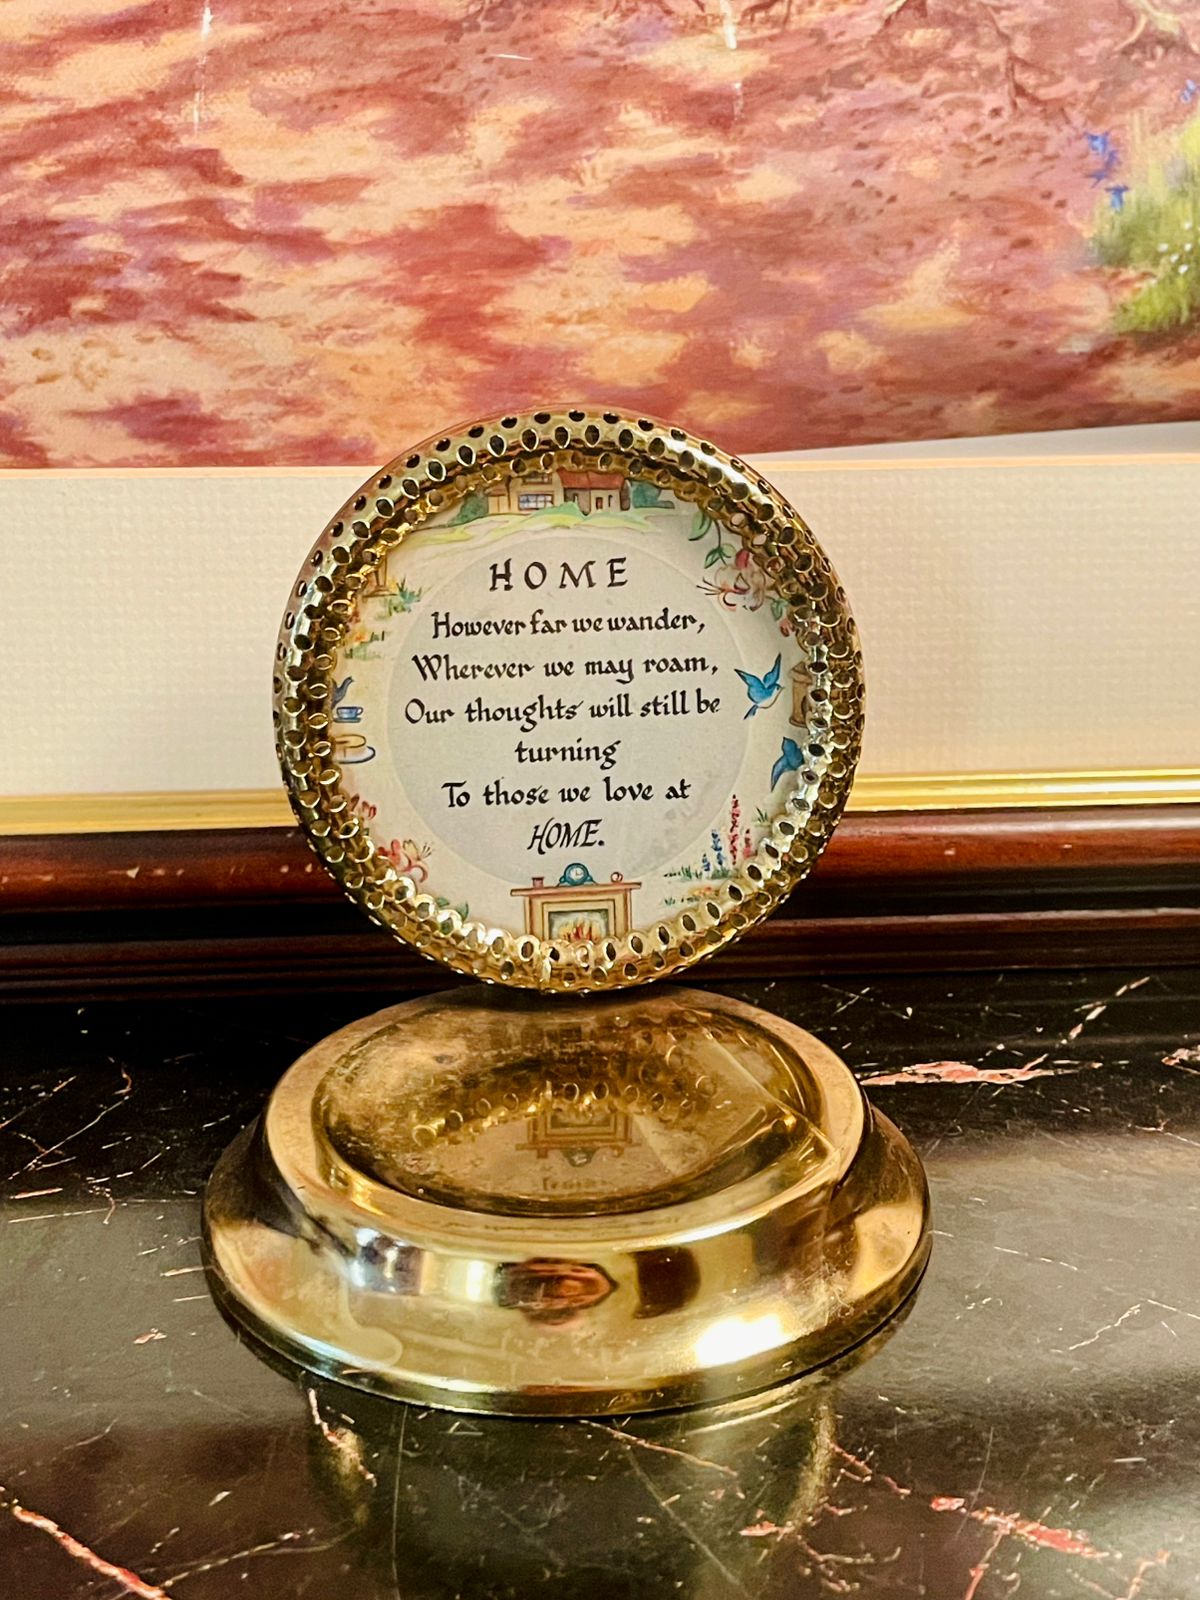 HOME
However far we wander,
Wherever we may roam,
Our thoughts will still be
turning
To those we love at
HOME.